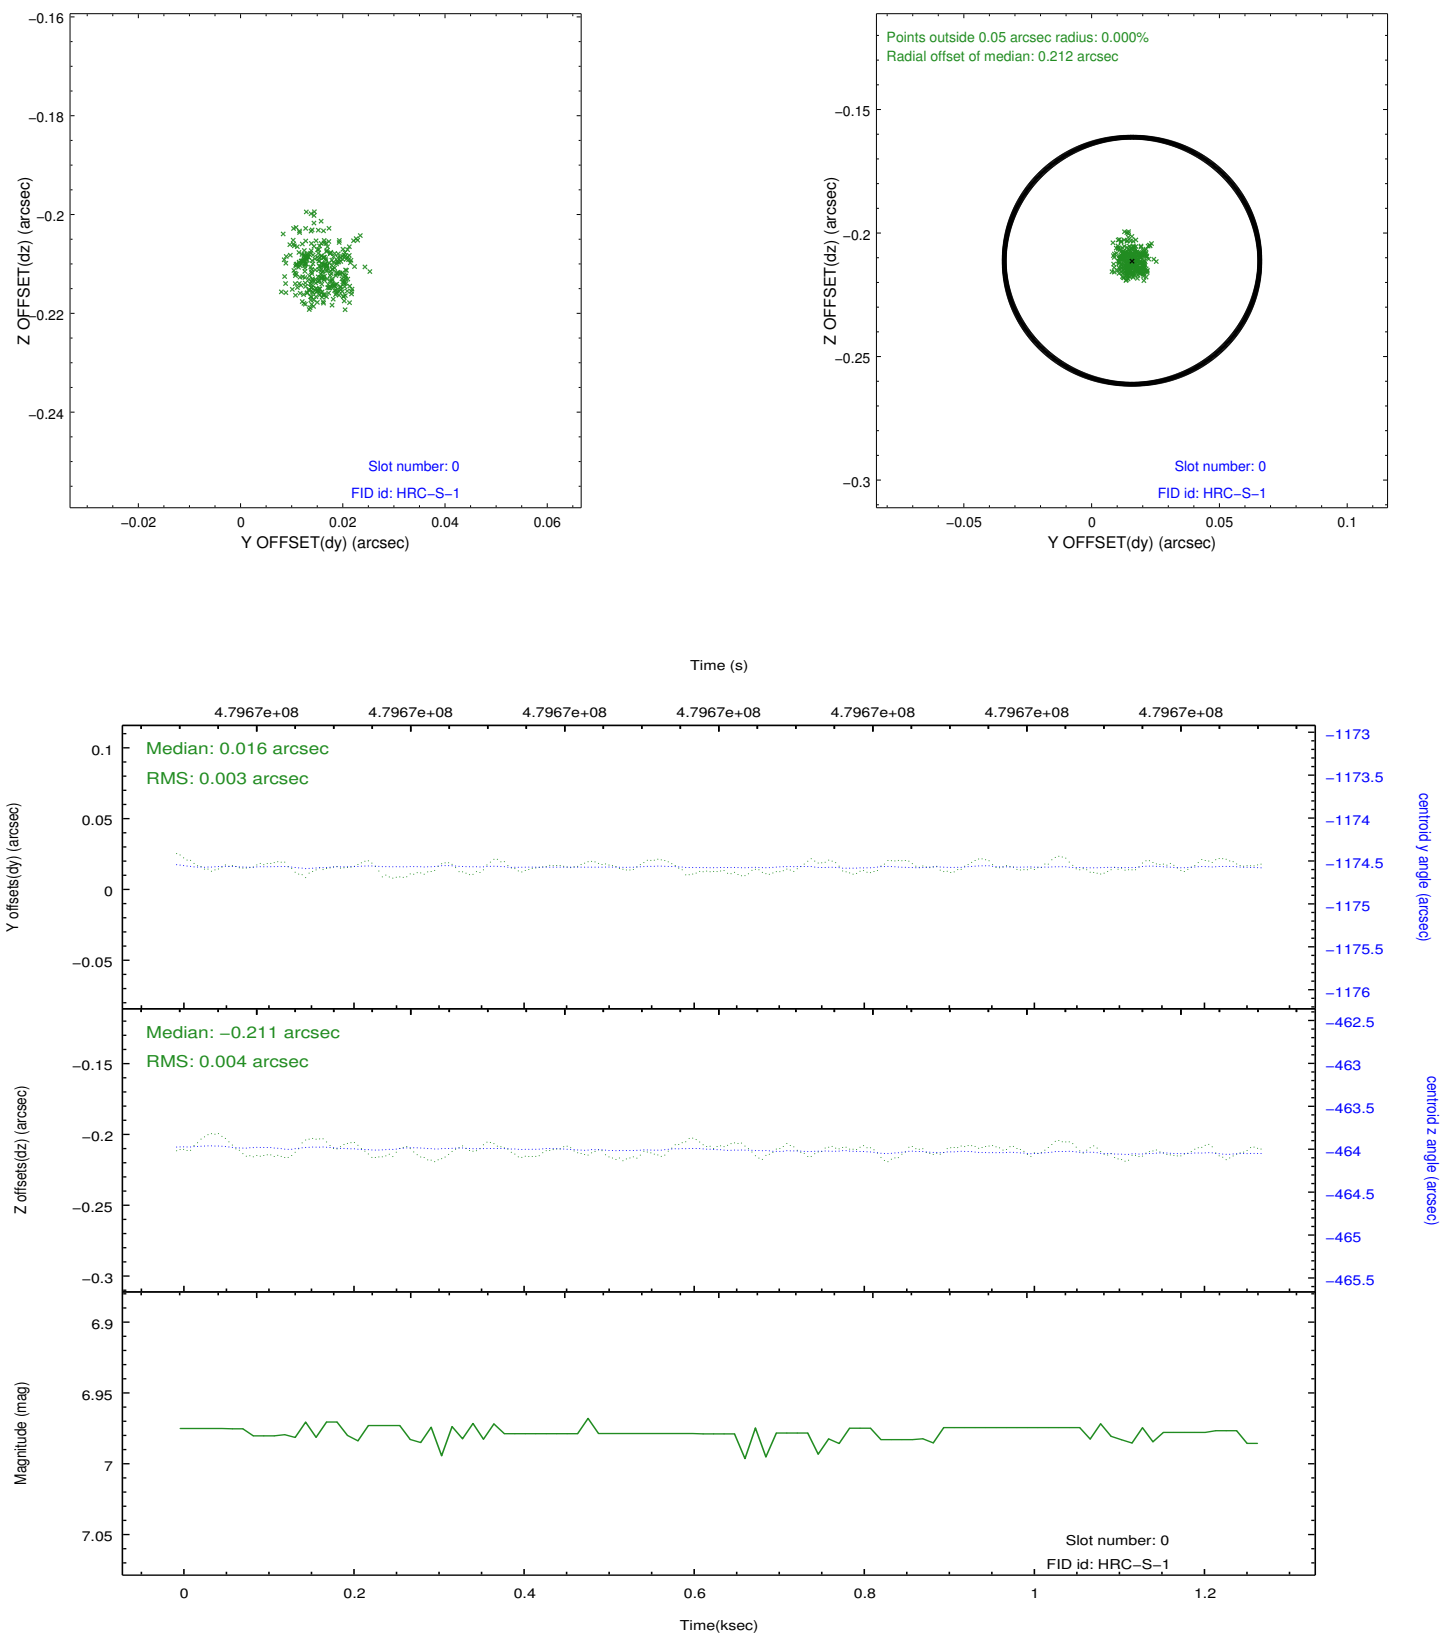 −0.16
−0.18
−0.2
−0.22
−0.24
Z OFFSET(dz) (arcsec)
Slot number: 0
FID id: HRC−S−1
−0.02
0
0.02
0.04
0.06
Y OFFSET(dy) (arcsec)
Points outside 0.05 arcsec radius: 0.000%
Radial offset of median: 0.212 arcsec
−0.15
−0.2
−0.25
−0.3
Z OFFSET(dz) (arcsec)
Slot number: 0
FID id: HRC−S−1
−0.05
0
0.05
0.1
Y OFFSET(dy) (arcsec)
Time (s)
4.7967e+08 4.7967e+08 4.7967e+08 4.7967e+08 4.7967e+08 4.7967e+08 4.7967e+08
Median: 0.016 arcsec
RMS: 0.003 arcsec
0.1
0.05
0
−0.05
Y offsets(dy) (arcsec)
−1173
−1173.5
−1174
−1174.5
−1175
−1175.5
−1176
centroid y angle (arcsec)
Median: −0.211 arcsec
RMS: 0.004 arcsec
−0.15
−0.2
−0.25
−0.3
Z offsets(dz) (arcsec)
−462.5
−463
−463.5
−464
−464.5
−465
−465.5
centroid z angle (arcsec)
6.9
6.95
7
7.05
Magnitude (mag)
Slot number: 0
FID id: HRC−S−1
0
0.2
0.4
0.6
0.8
1
1.2
Time(ksec)